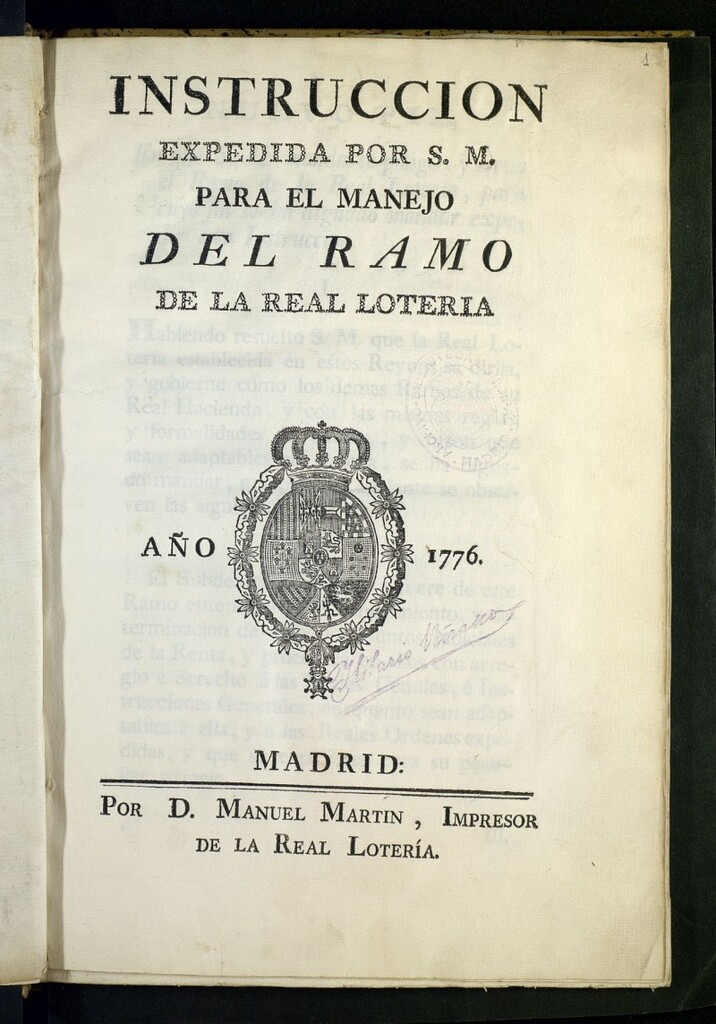 1
INSTRUCCION
EXPEDIDA POR S. M.
PARA EL MANEJO
DEL RAMO
DE LA REAL LOTERIA
AÑO 1776.
MADRID:
POR D. MANUEL MARTIN , IMPRESOR
DE LA REAL LOTERÍA.